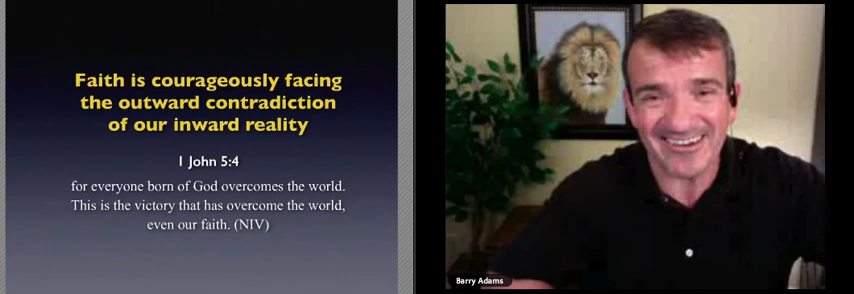 Faith is courageously facing
the outward contradiction
of our inward reality
1 John 5:4
for everyone born of God overcomes the world.
This is the victory that has overcome the world,
even our faith. (NIV)
Barry Adams